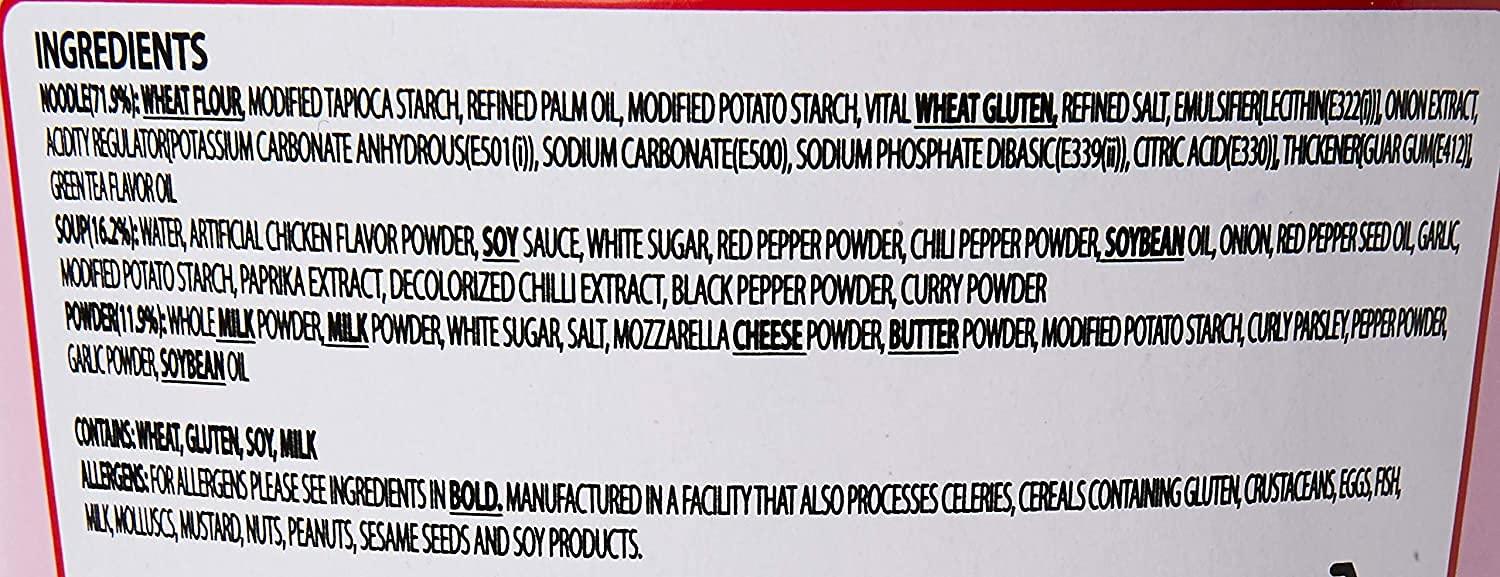 INGREDIENTS
NOODLE(71.9%): WHEAT FLOUR, MODIFIED TAPIOCA STARCH, REFINED PALM OIL, MODIFIED POTATO STARCH, VITAL WHEAT GLUTEN, REFINED SALT, EMULSIFIER[LECITHIN(E322(i))], ONION EXTRACT,
ACIDITY REGULATOR[POTASSIUM CARBONATE ANHYDROUS(E501(i)), SODIUM CARBONATE(E500), SODIUM PHOSPHATE DIBASIC(E339(ii)), CITRIC ACID(E330)], THICKENER[GUAR GUM(E412)],
GREEN TEA FLAVOR OIL
SOUP(16.2%): WATER, ARTIFICIAL CHICKEN FLAVOR POWDER, SOY SAUCE, WHITE SUGAR, RED PEPPER POWDER, CHILI PEPPER POWDER, SOYBEAN OIL, ONION, RED PEPPER SEED OIL, GARLIC,
MODIFIED POTATO STARCH, PAPRIKA EXTRACT, DECOLORIZED CHILLI EXTRACT, BLACK PEPPER POWDER, CURRY POWDER
POWDER(11.9%): WHOLE MILK POWDER, MILK POWDER, WHITE SUGAR, SALT, MOZZARELLA CHEESE POWDER, BUTTER POWDER, MODIFIED POTATO STARCH, CURLY PARSLEY, PEPPER POWDER,
GARLIC POWDER, SOYBEAN OIL
CONTAINS: WHEAT, GLUTEN, SOY, MILK
ALLERGENS: FOR ALLERGENS PLEASE SEE INGREDIENTS IN BOLD. MANUFACTURED IN A FACILITY THAT ALSO PROCESSES CELERIES, CEREALS CONTAINING GLUTEN, CRUSTACEANS, EGGS, FISH,
MILK, MOLLUSCS, MUSTARD, NUTS, PEANUTS, SESAME SEEDS AND SOY PRODUCTS.